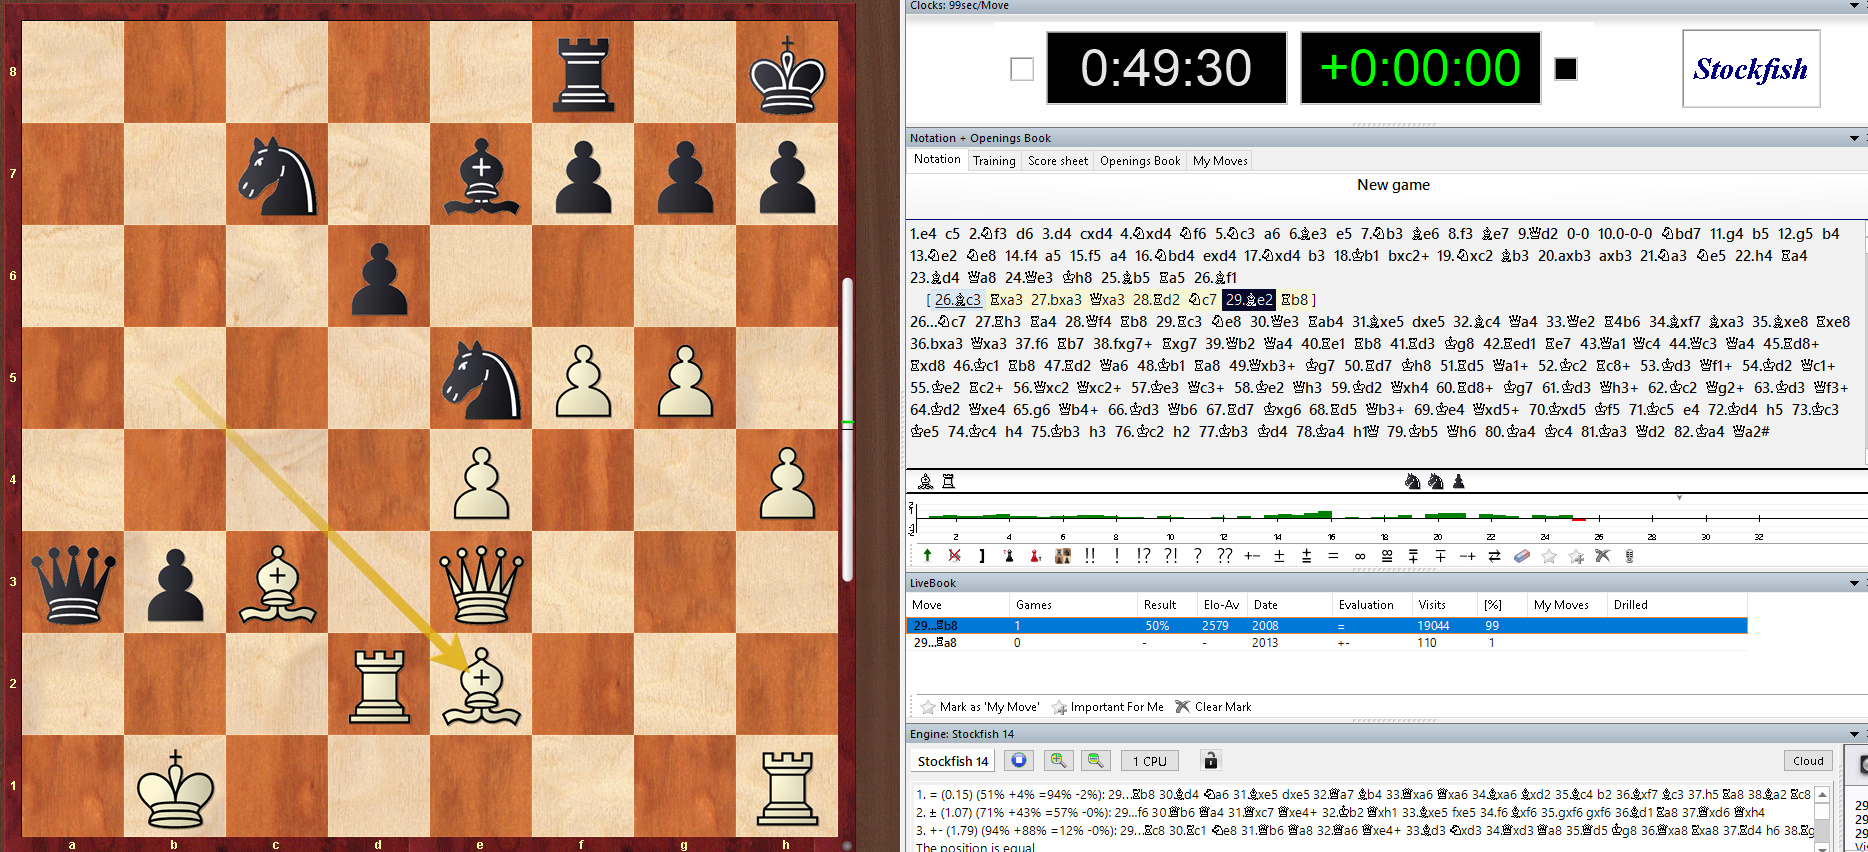 Clocks: 99sec/Move
0:49:30
+0:00:00
Stockfish
Notation + Openings Book
Notation Training Score sheet Openings Book My Moves
New game
1.e4 c5 2.♘f3 d6 3.d4 cxd4 4.♘xd4 ♘f6 5.♘c3 a6 6.♗e3 e5 7.♘b3 ♗e6 8.f3 ♗e7 9.♕d2 0-0 10.0-0-0 ♘bd7 11.g4 b5 12.g5 b4
13.♘e2 ♘e8 14.f4 a5 15.f5 a4 16.♘bd4 exd4 17.♘xd4 b3 18.♔b1 bxc2+ 19.♘xc2 ♗b3 20.axb3 axb3 21.♘a3 ♘e5 22.h4 ♖a4
23.♗d4 ♕a8 24.♕e3 ♔h8 25.♗b5 ♖a5 26.♗f1
[ 26.♗c3 ♖xa3 27.bxa3 ♕xa3 28.♖d2 ♘c7 29.♗e2 ♖b8 ]
26...♘c7 27.♖h3 ♖a4 28.♕f4 ♖b8 29.♖c3 ♘e8 30.♕e3 ♖ab4 31.♗xe5 dxe5 32.♗c4 ♕a4 33.♕e2 ♖4b6 34.♗xf7 ♗xa3 35.♗xe8 ♖xe8
36.bxa3 ♕xa3 37.f6 ♖b7 38.fxg7+ ♖xg7 39.♕b2 ♕a4 40.♖e1 ♖b8 41.♖d3 ♔g8 42.♖ed1 ♖e7 43.♕a1 ♕c4 44.♕c3 ♕a4 45.♖d8+
♖xd8 46.♔c1 ♖b8 47.♖d2 ♕a6 48.♔b1 ♖a8 49.♕xb3+ ♔g7 50.♖d7 ♔h8 51.♖d5 ♕a1+ 52.♔c2 ♖c8+ 53.♔d3 ♕f1+ 54.♔d2 ♕c1+
55.♔e2 ♖c2+ 56.♕xc2 ♕xc2+ 57.♔e3 ♕c3+ 58.♔e2 ♕h3 59.♔d2 ♕xh4 60.♖d8+ ♔g7 61.♔d3 ♕h3+ 62.♔c2 ♕g2+ 63.♔d3 ♕f3+
64.♔d2 ♕xe4 65.g6 ♕b4+ 66.♔d3 ♕b6 67.♖d7 ♔xg6 68.♖d5 ♕b3+ 69.♔e4 ♕xd5+ 70.♔xd5 ♔f5 71.♔c5 e4 72.♔d4 h5 73.♔c3
♔e5 74.♔c4 h4 75.♔b3 h3 76.♔c2 h2 77.♔b3 ♔d4 78.♔a4 h1♕ 79.♔b5 ♕h6 80.♔a4 ♔c4 81.♔a3 ♕d2 82.♔a4 ♕a2#
2 4 6 8 10 12 14 16 18 20 22 24 26 28 30 32
] !! ! !? ?! ? ?? +- ± ⩲ = ∞ ⩱ ∓ -+ ⇄
LiveBook
Move Games Result Elo-Av Date Evaluation Visits [%] My Moves Drilled
29...♖b8 1 50% 2579 2008 = 19044 99
29...♖a8 0 - - 2013 +- 110 1
Mark as 'My Move' Important For Me Clear Mark
Engine: Stockfish 14
Stockfish 14 1 CPU Cloud
1. = (0.15) (51% +4% =94% -2%): 29...♖b8 30.♗d4 ♘a6 31.♗xe5 dxe5 32.♕a7 ♗b4 33.♕xa6 ♕xa6 34.♗xa6 ♗xd2 35.♗c4 b2 36.♗xf7 ♗c3 37.h5 ♖a8 38.♗a2 ♖c8
2. ± (1.07) (71% +43% =57% -0%): 29...f6 30.♕b6 ♕a4 31.♕xc7 ♕xe4+ 32.♔b2 ♕xh1 33.♗xe5 fxe5 34.f6 ♗xf6 35.gxf6 gxf6 36.♗d1 ♖a8 37.♕xd6 ♕xh4
3. +- (1.79) (94% +88% =12% -0%): 29...♖c8 30.♖c1 ♘e8 31.♕b6 ♕a8 32.♕a6 ♕xe4+ 33.♗d3 ♘xd3 34.♕xd3 ♕a8 35.♕d5 ♔g8 36.♕xa8 ♖xa8 37.♖d4 h6 38.♖g
The position is equal
8
7
6
5
4
3
2
1
a b c d e f g h